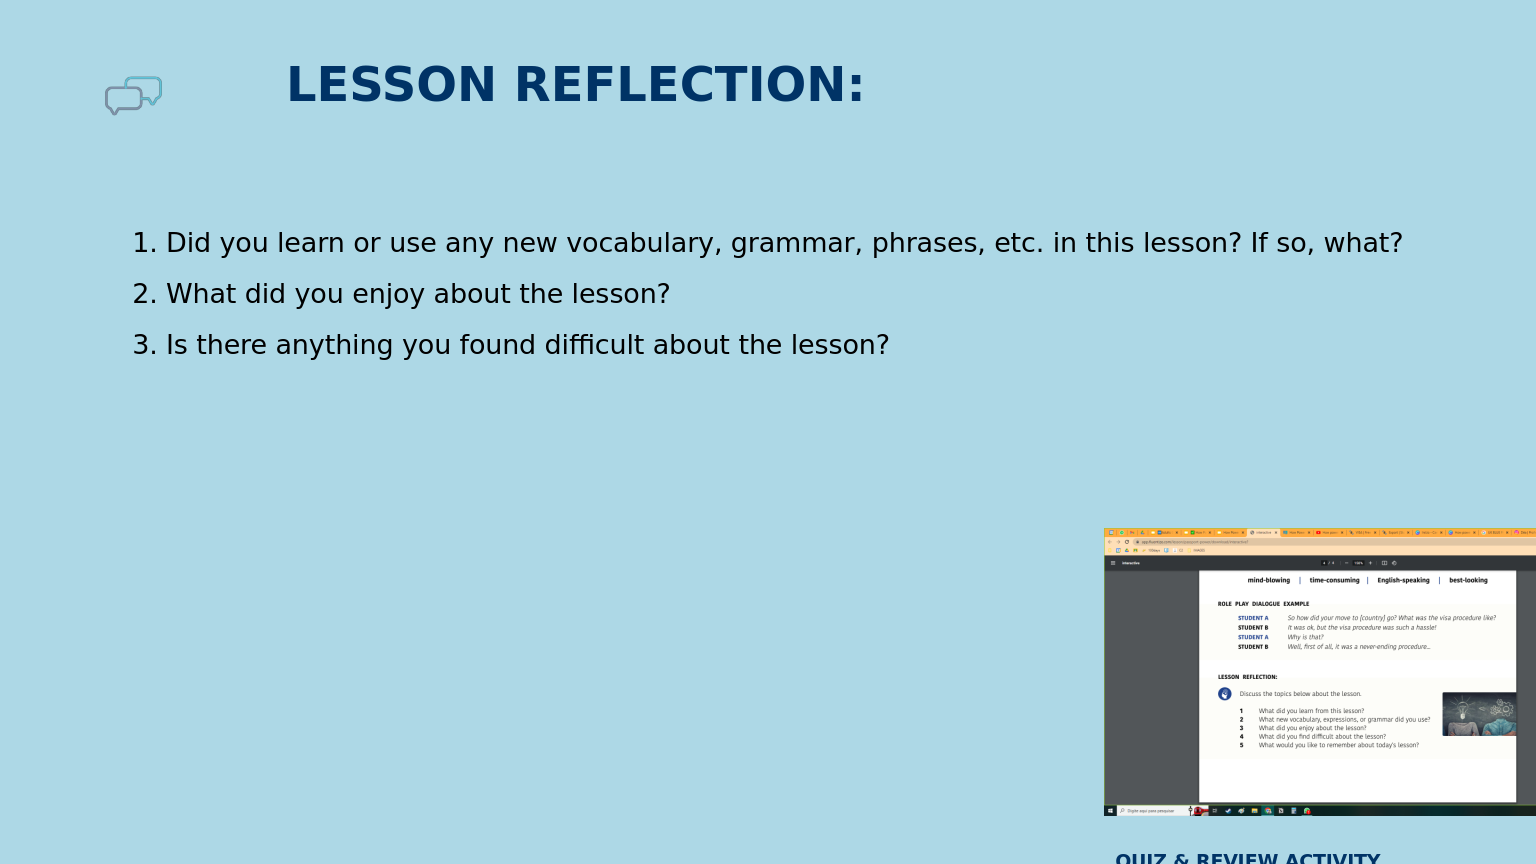 LESSON REFLECTION:
1. Did you learn or use any new vocabulary, grammar, phrases, etc. in this lesson? If so, what?
2. What did you enjoy about the lesson?
3. Is there anything you found difficult about the lesson?
Interactive
mind-blowing | time-consuming | English-speaking | best-looking
ROLE PLAY DIALOGUE EXAMPLE
STUDENT A So how did your move to [country] go? What was the visa procedure like?
STUDENT B It was ok, but the visa procedure was such a hassle!
STUDENT A Why is that?
STUDENT B Well, first of all, it was a never-ending procedure...
LESSON REFLECTION:
Discuss the topics below about the lesson.
1 What did you learn from this lesson?
2 What new vocabulary, expressions, or grammar did you use?
3 What did you enjoy about the lesson?
4 What did you find difficult about the lesson?
5 What would you like to remember about today's lesson?
Digite aqui para pesquisar
QUIZ & REVIEW ACTIVITY